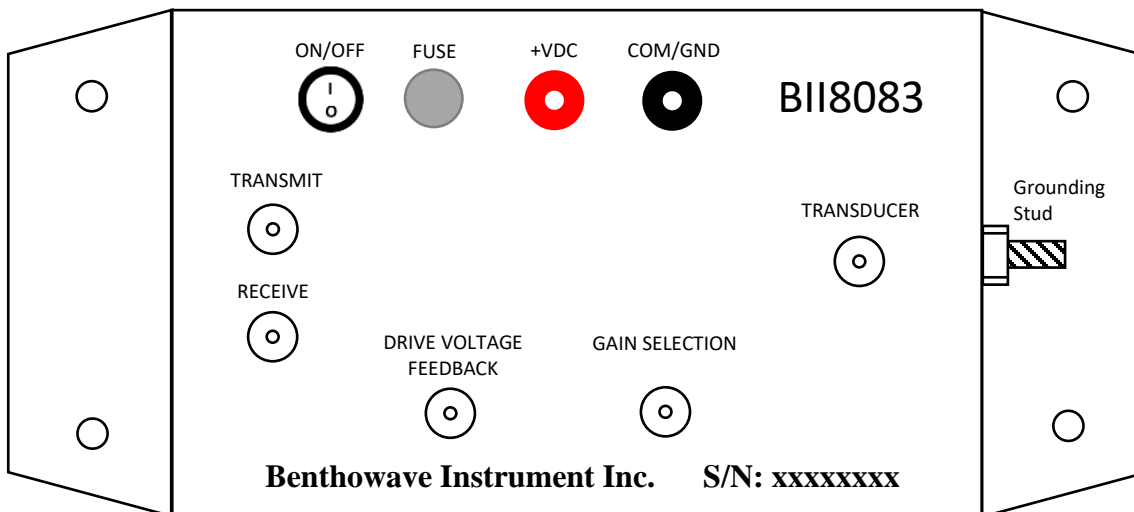 ON/OFF FUSE +VDC COM/GND
I
O
BII8083
TRANSMIT
TRANSDUCER
Grounding
Stud
RECEIVE
DRIVE VOLTAGE
FEEDBACK
GAIN SELECTION
Benthowave Instrument Inc. S/N: xxxxxxxx